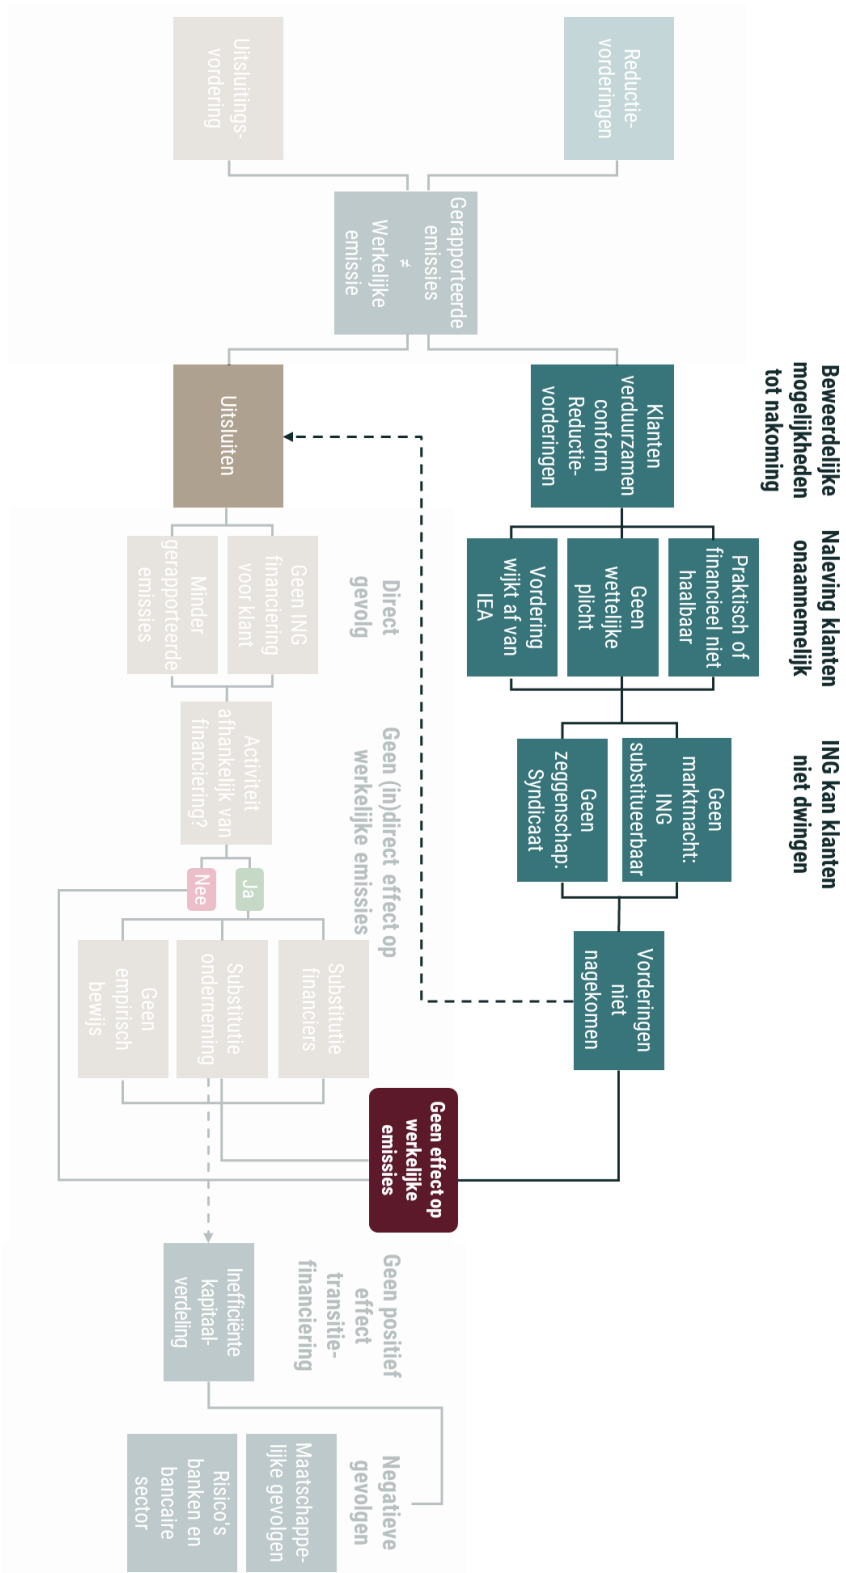 Beweerdelijke
mogelijkheden
tot nakoming
Naleving klanten
onaannemelijk
ING kan klanten
niet dwingen
Reductie-
vorderingen
Gerapporteerde
emissies
≠
Werkelijke
emissie
Uitsluitings-
vordering
Klanten
verduurzamen
conform
Reductie-
vorderingen
Praktisch of
financieel niet
haalbaar
Geen
wettelijke
plicht
Vordering
wijkt af van
IEA
Geen
marktmacht:
ING
substitueerbaar
Geen
zeggenschap:
Syndicaat
Vorderingen
niet
nagekomen
Geen effect op
werkelijke
emissies
Direct
gevolg
Geen (in)direct effect op
werkelijke emissies
Geen positief
effect
transitie-
financiering
Negatieve
gevolgen
Uitsluiten
Geen ING
financiering
voor klant
Minder
gerapporteerde
emissies
Activiteit
afhankelijk van
financiering?
Ja
Nee
Substitutie
financiers
Substitutie
onderneming
Geen
empirisch
bewijs
Inefficiënte
kapitaal-
verdeling
Maatschappe-
lijke gevolgen
Risico's
banken en
bancaire
sector